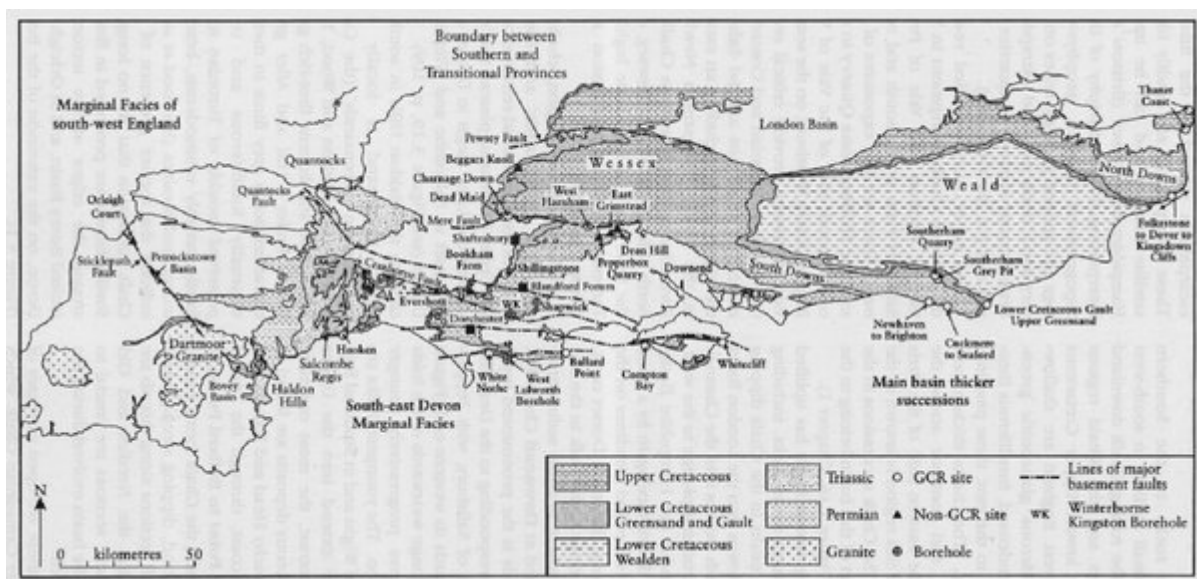 Boundary between
Southern and
Transitional Provinces
Marginal Facies of
south-west England
Thanet
Coast
London Basin
Pewsey Fault
Beggars Knoll
Charnage Down
Dead Maid
Mere Fault
Shaftesbury
Bookham
Farm
Wessex
West
Harnham
East
Grimstead
Dean Hill
Pepperbox
Quarry
North Downs
Weald
Quantocks
Quantocks
Fault
Orleigh
Court
Sticklepath
Fault
Petrockstowe
Basin
Cranborne Fault
Shillingstone
Blandford Forum
Shapwick
Evershot
WK
Dorchester
Downend
South Downs
Southerham
Quarry
Southerham
Grey Pit
Folkestone
to Dover to
Kingsdown
Cliffs
Dartmoor
Granite
Bovey
Basin
Haldon
Hills
Salcombe
Regis
Hooken
South-east Devon
Marginal Facies
White
Nothe
West
Lulworth
Borehole
Ballard
Point
Compton
Bay
Whitecliff
Newhaven
to Brighton
Cuckmere
to Seaford
Lower Cretaceous Gault
Upper Greensand
Main basin thicker
successions
N
0 kilometres 50
Upper Cretaceous
Lower Cretaceous
Greensand and Gault
Lower Cretaceous
Wealden
Triassic
Permian
Granite
GCR site
Non-GCR site
Borehole
Lines of major
basement faults
WK Winterborne
Kingston Borehole